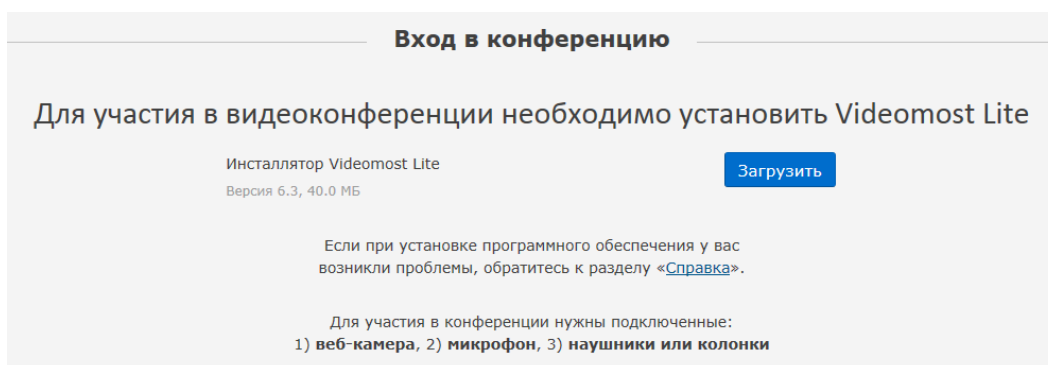 Вход в конференцию
Для участия в видеоконференции необходимо установить Videomost Lite
Инсталлятор Videomost Lite
Загрузить
Версия 6.3, 40.0 МБ
Если при установке программного обеспечения у вас
возникли проблемы, обратитесь к разделу «Справка».
Для участия в конференции нужны подключенные:
1) веб-камера, 2) микрофон, 3) наушники или колонки